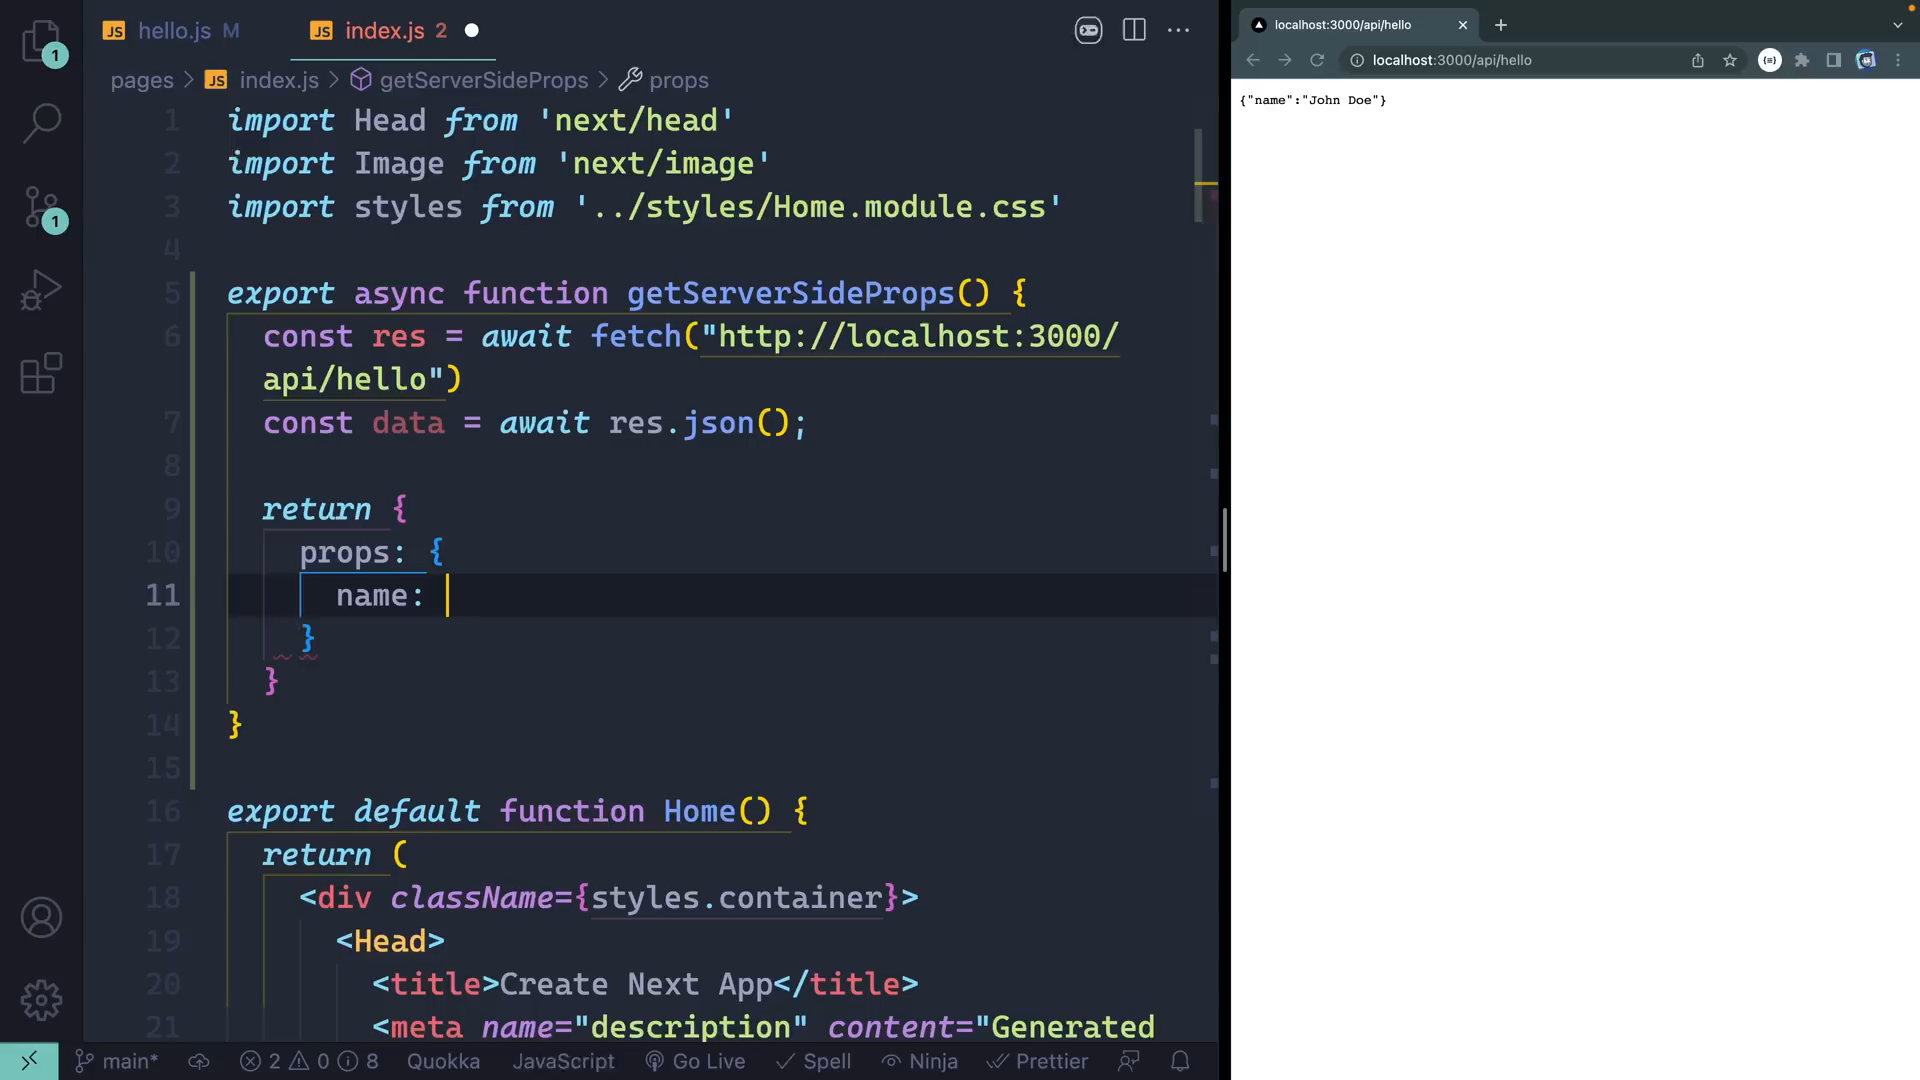 JS hello.js M
JS index.js 2
pages > JS index.js > getServerSideProps > props
1 import Head from 'next/head'
2 import Image from 'next/image'
3 import styles from '../styles/Home.module.css'
4
5 export async function getServerSideProps() {
6 const res = await fetch("http://localhost:3000/
api/hello")
7 const data = await res.json();
8
9 return {
10 props: {
11 name:
12 }
13 }
14 }
15
16 export default function Home() {
17 return (
18 <div className={styles.container}>
19 <Head>
20 <title>Create Next App</title>
21 <meta name="description" content="Generated
1
1
main* 2 0 8 Quokka JavaScript Go Live Spell Ninja Prettier
localhost:3000/api/hello
localhost:3000/api/hello
{"name":"John Doe"}